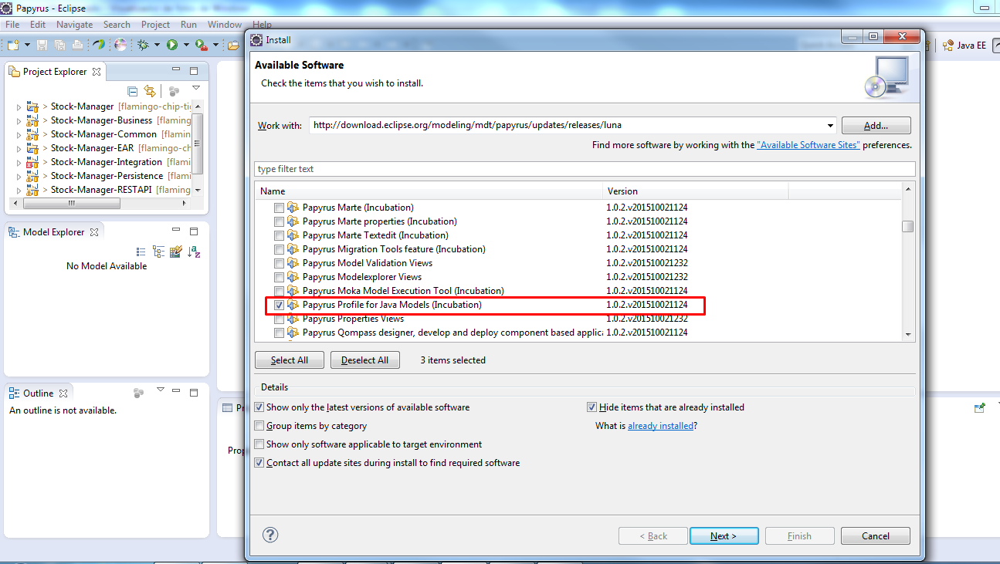 Papyrus - Eclipse
File Edit Navigate Search Project Run Window Help
Java EE
Project Explorer
> Stock-Manager [flamingo-chip-ti
> Stock-Manager-Business [flaming
> Stock-Manager-Common [flamin
> Stock-Manager-EAR [flamingo-ch
> Stock-Manager-Integration [flami
> Stock-Manager-Persistence [flami
> Stock-Manager-RESTAPI [flaming
Model Explorer
No Model Available
Outline
An outline is not available.
Pr
Prop
Install
Available Software
Check the items that you wish to install.
Work with: http://download.eclipse.org/modeling/mdt/papyrus/updates/releases/luna Add...
Find more software by working with the "Available Software Sites" preferences.
type filter text
Name Version
Papyrus Marte (Incubation) 1.0.2.v201510021124
Papyrus Marte properties (Incubation) 1.0.2.v201510021124
Papyrus Marte Textedit (Incubation) 1.0.2.v201510021124
Papyrus Migration Tools feature (Incubation) 1.0.2.v201510021124
Papyrus Model Validation Views 1.0.2.v201510021232
Papyrus Modelexplorer Views 1.0.2.v201510021232
Papyrus Moka Model Execution Tool (Incubation) 1.0.2.v201510021124
Papyrus Profile for Java Models (Incubation) 1.0.2.v201510021124
Papyrus Properties Views 1.0.2.v201510021232
Papyrus Qompass designer, develop and deploy component based applica 1.0.2.v201510021124
Select All Deselect All 3 items selected
Details
Show only the latest versions of available software Hide items that are already installed
Group items by category What is already installed?
Show only software applicable to target environment
Contact all update sites during install to find required software
< Back Next > Finish Cancel